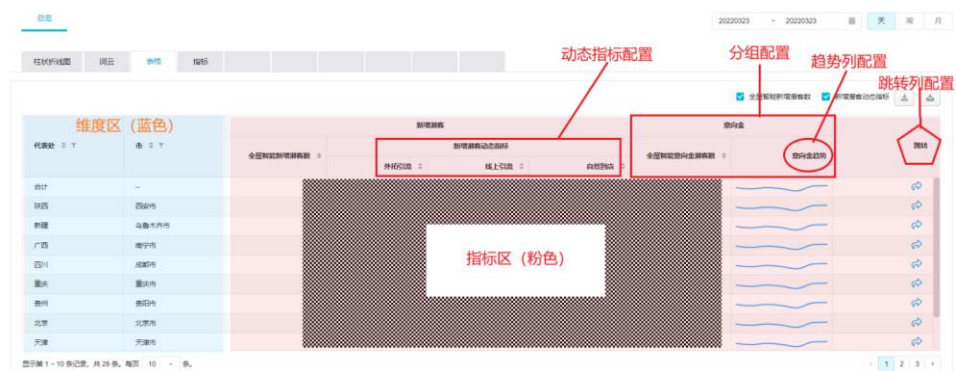 总览
20220323 ~ 20220323 天 周 月
柱状折线图 词云 表格 指标
动态指标配置 分组配置 趋势列配置 跳转列配置
全屋智能新增潜客数 新增潜客动态指标
维度区（蓝色） 新增潜客 意向金
代表处 市 全屋智能新增潜客数 新增潜客动态指标 全屋智能意向金潜客数 意向金趋势 跳转
外拓引流 线上引流 自然到店
合计 --
陕西 西安市
新疆 乌鲁木齐市
广西 南宁市
指标区（粉色）
四川 成都市
重庆 重庆市
贵州 贵阳市
北京 北京市
天津 天津市
显示第 1 - 10 条记录，共 26 条。每页 10 条。 1 2 3